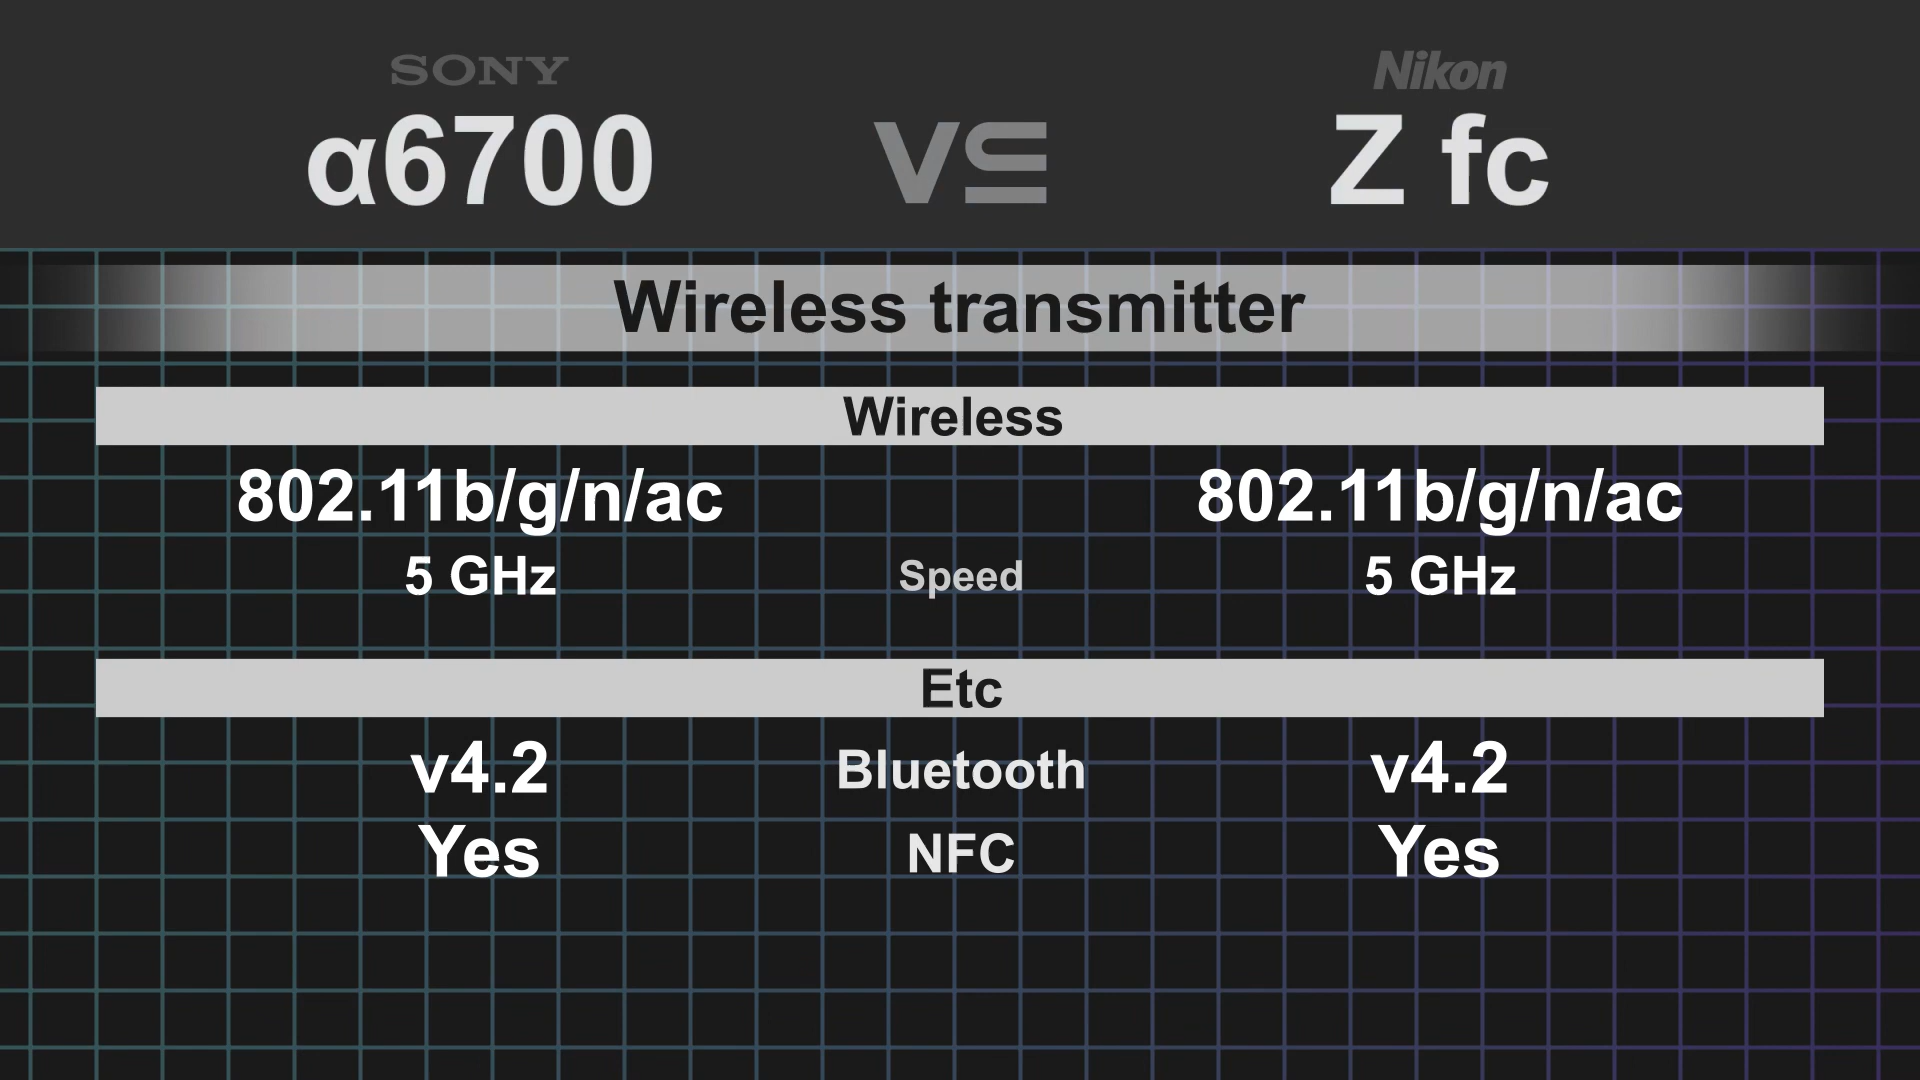 SONY
α6700
VS
Nikon
Z fc
Wireless transmitter
Wireless
802.11b/g/n/ac
802.11b/g/n/ac
5 GHz
Speed
5 GHz
Etc
v4.2
Bluetooth
v4.2
Yes
NFC
Yes